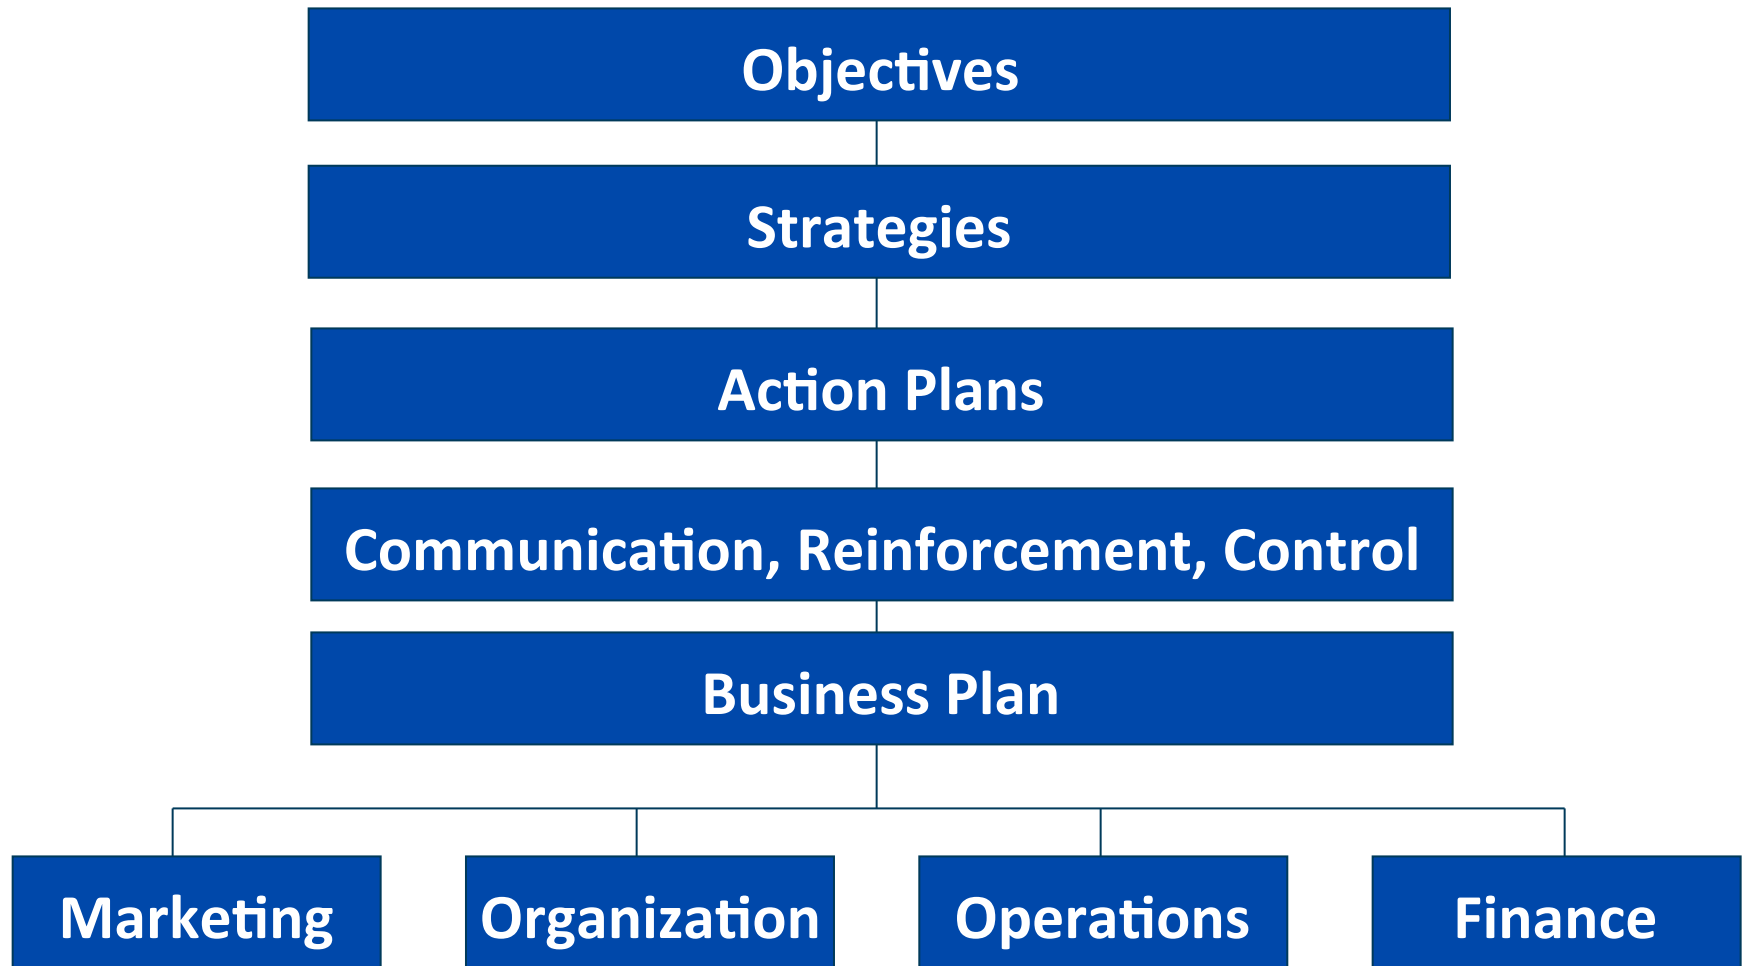 Objectives
Strategies
Action Plans
Communication, Reinforcement, Control
Business Plan
Marketing
Organization
Operations
Finance